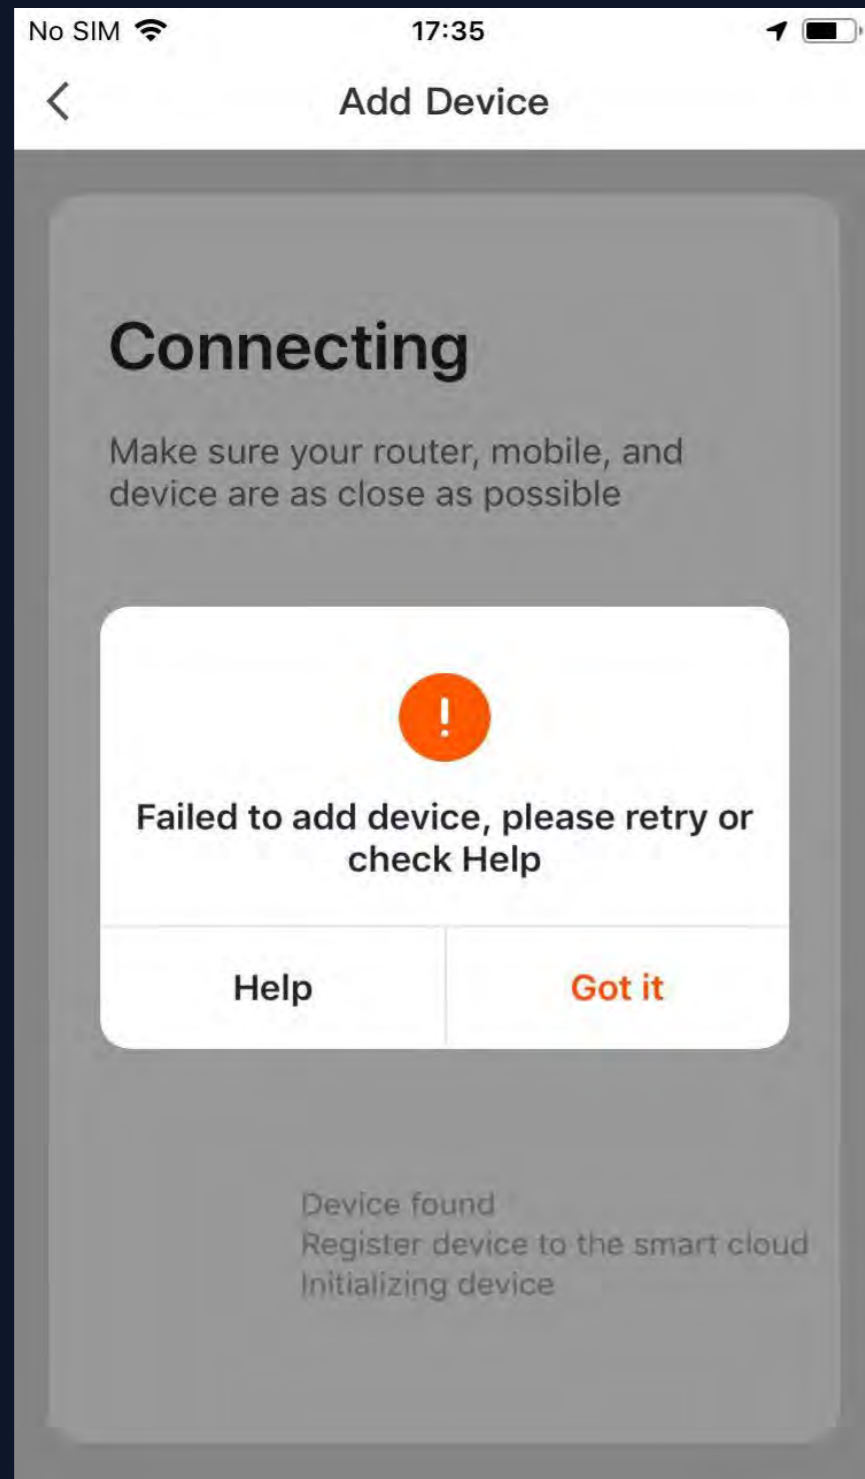 No SIM 17:35
Add Device
Connecting
Make sure your router, mobile, and
device are as close as possible
!
Failed to add device, please retry or
check Help
Help Got it
Device found
Register device to the smart cloud
Initializing device